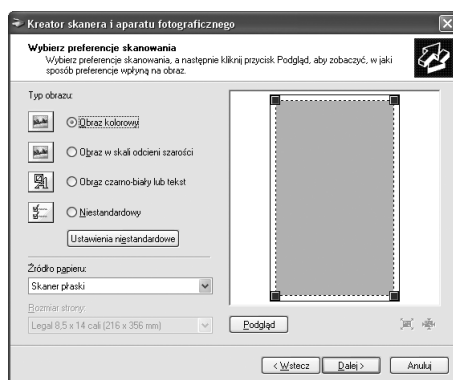 Kreator skanera i aparatu fotograficznego
Wybierz preferencje skanowania
Wybierz preferencje skanowania, a następnie kliknij przycisk Podgląd, aby zobaczyć, w jaki
sposób preferencje wpłyną na obraz.
Typ obrazu:
Obraz kolorowy
Obraz w skali odcieni szarości
Obraz czarno-biały lub tekst
Niestandardowy
Ustawienia niestandardowe
Źródło papieru:
Skaner płaski
Rozmiar strony:
Legal 8,5 x 14 cali (216 x 356 mm)
Podgląd
< Wstecz
Dalej >
Anuluj